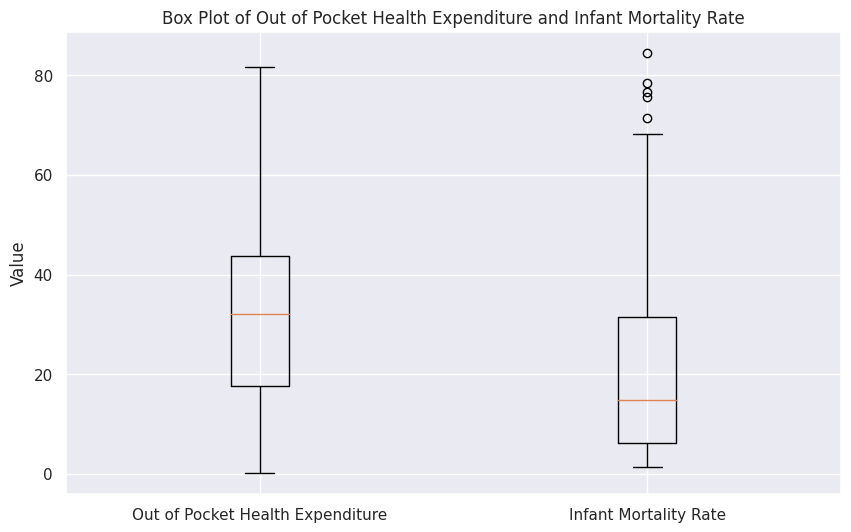 Box Plot of Out of Pocket Health Expenditure and Infant Mortality Rate
80
60
40
20
0
Value
Out of Pocket Health Expenditure
Infant Mortality Rate